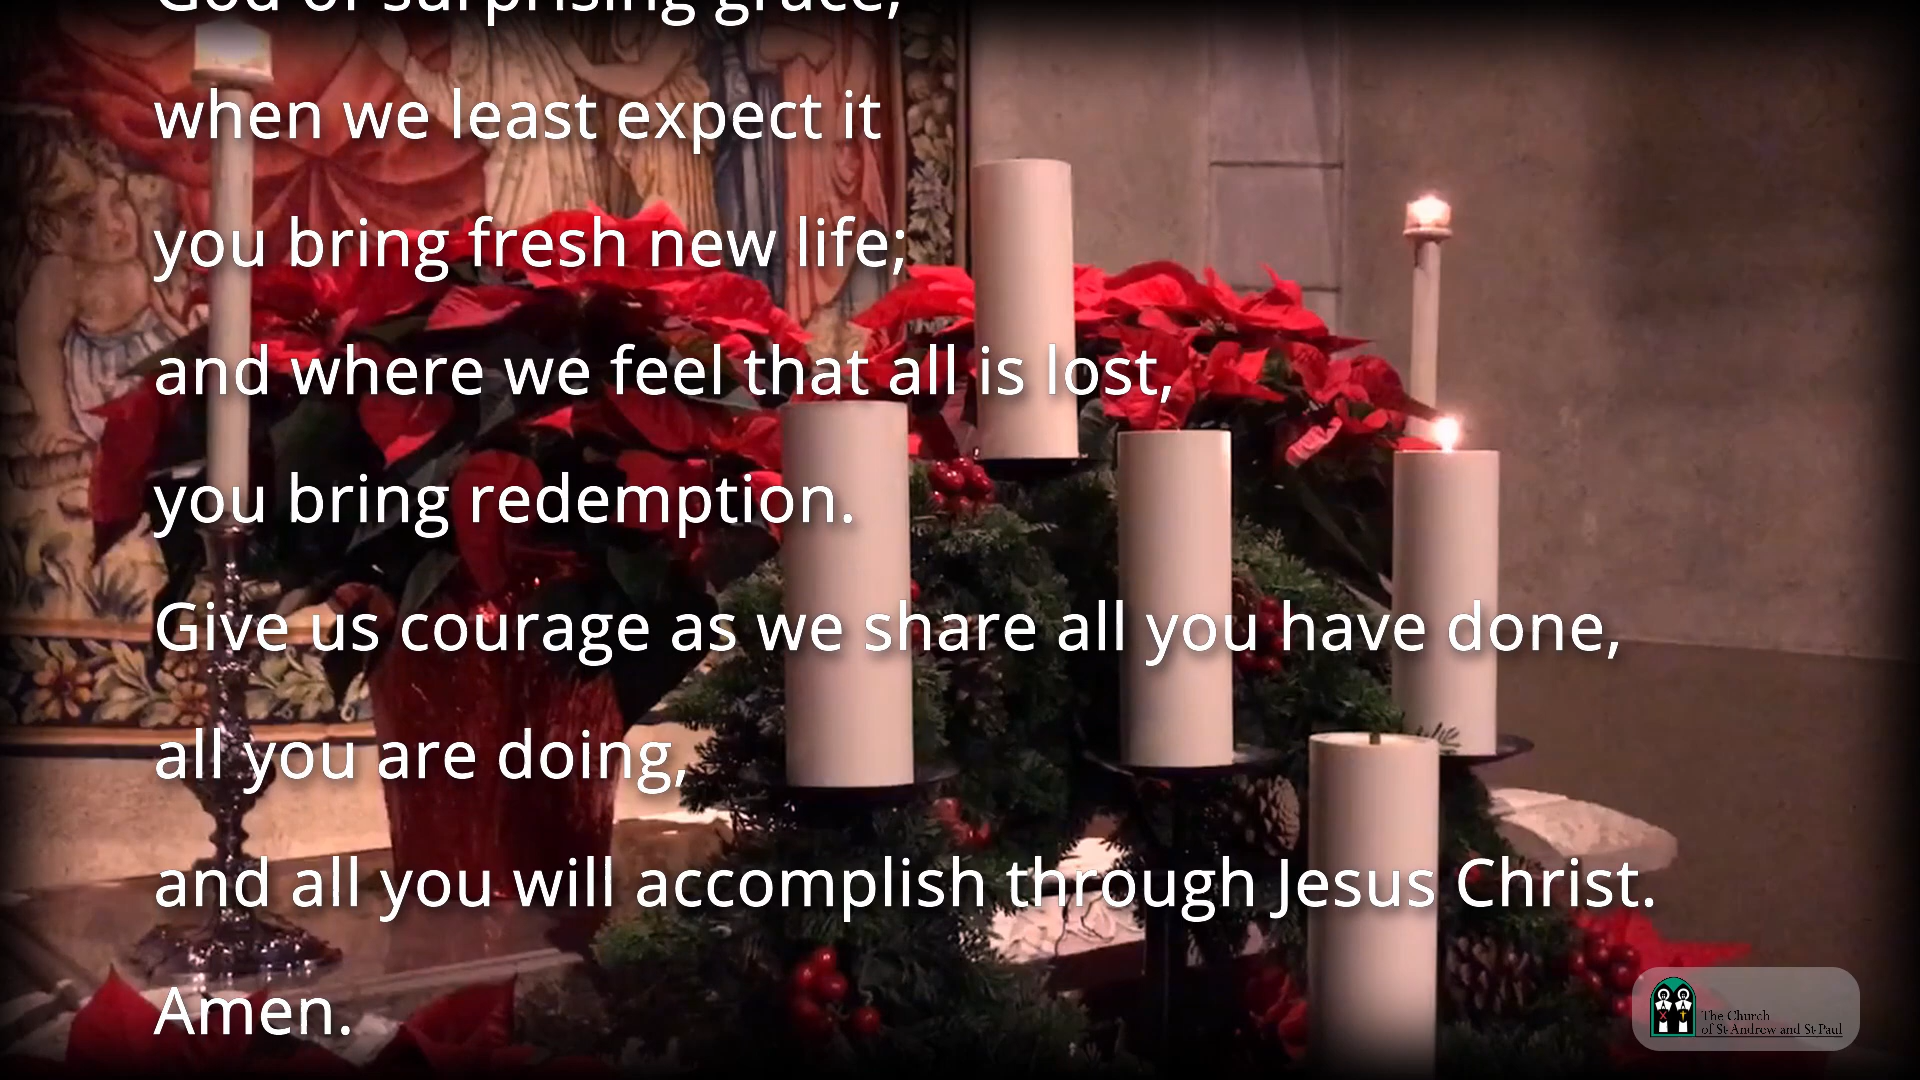 God of surprising grace,
when we least expect it
you bring fresh new life;
and where we feel that all is lost,
you bring redemption.
Give us courage as we share all you have done,
all you are doing,
and all you will accomplish through Jesus Christ.
Amen.
The Church
of St Andrew and St Paul